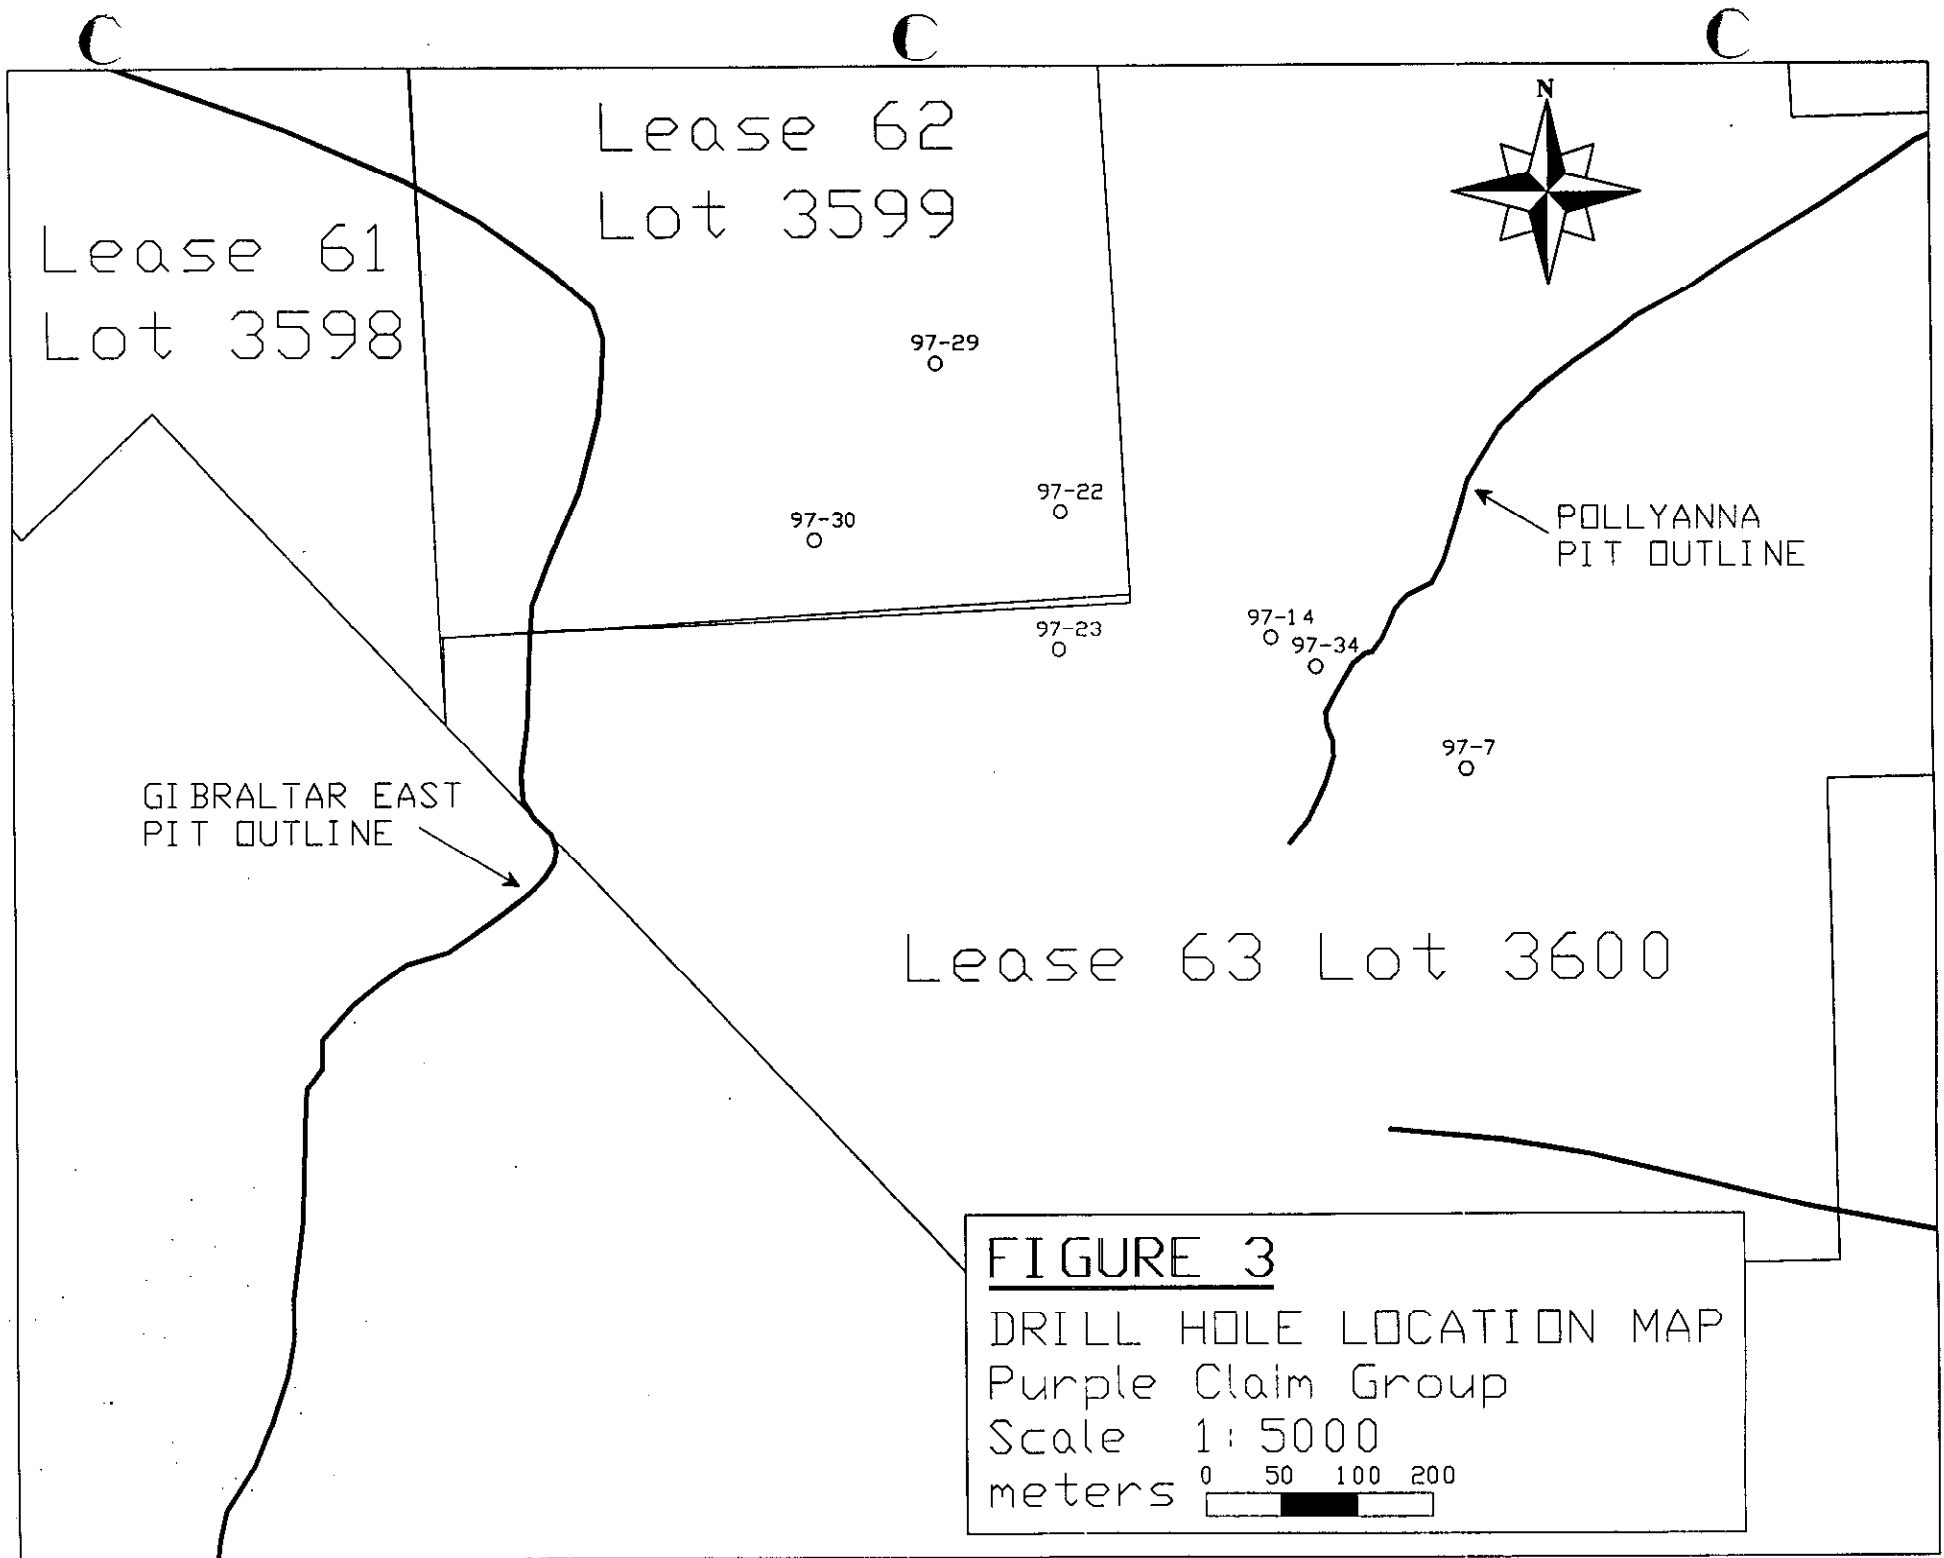 C C C
N
Lease 62
Lot 3599
Lease 61
Lot 3598
97-29
97-22
97-30
POLLYANNA
PIT OUTLINE
97-23
97-14
97-34
97-7
GIBRALTAR EAST
PIT OUTLINE
Lease 63 Lot 3600
FIGURE 3
DRILL HOLE LOCATION MAP
Purple Claim Group
Scale 1:5000
0 50 100 200
meters